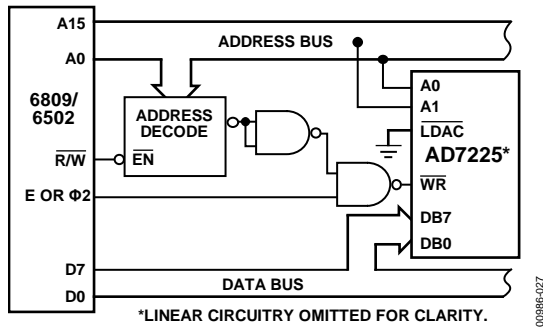 A15
ADDRESS BUS
A0
6809/
6502
ADDRESS
DECODE
R/W
EN
E OR Φ2
A0
A1
LDAC
AD7225*
WR
DB7
DB0
D7
DATA BUS
D0
*LINEAR CIRCUITRY OMITTED FOR CLARITY.
00986-027